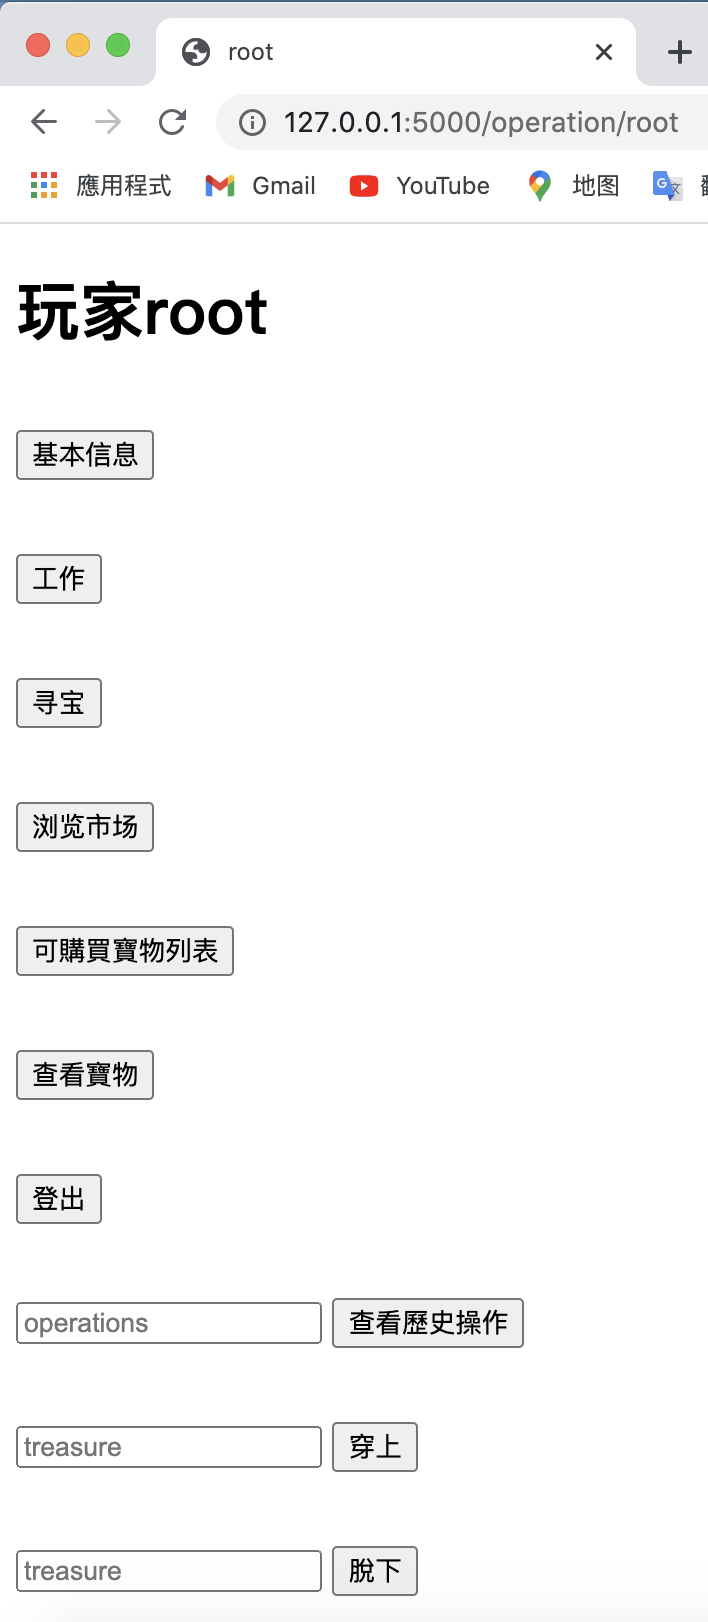 root
127.0.0.1:5000/operation/root
應用程式 Gmail YouTube 地图
玩家root
基本信息
工作
寻宝
浏览市场
可購買寶物列表
查看寶物
登出
operations 查看歷史操作
treasure 穿上
treasure 脫下